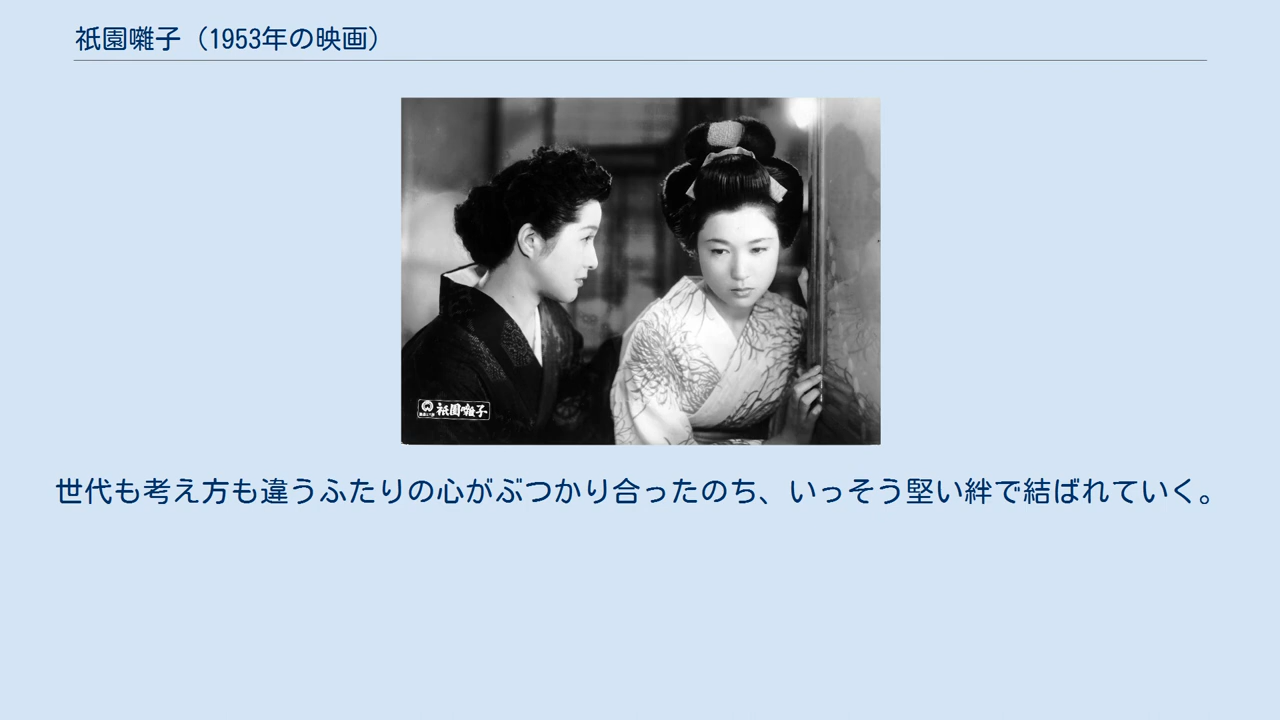 祇園囃子（1953年の映画）
祇園囃子
世代も考え方も違うふたりの心がぶつかり合ったのち、いっそう堅い絆で結ばれていく。